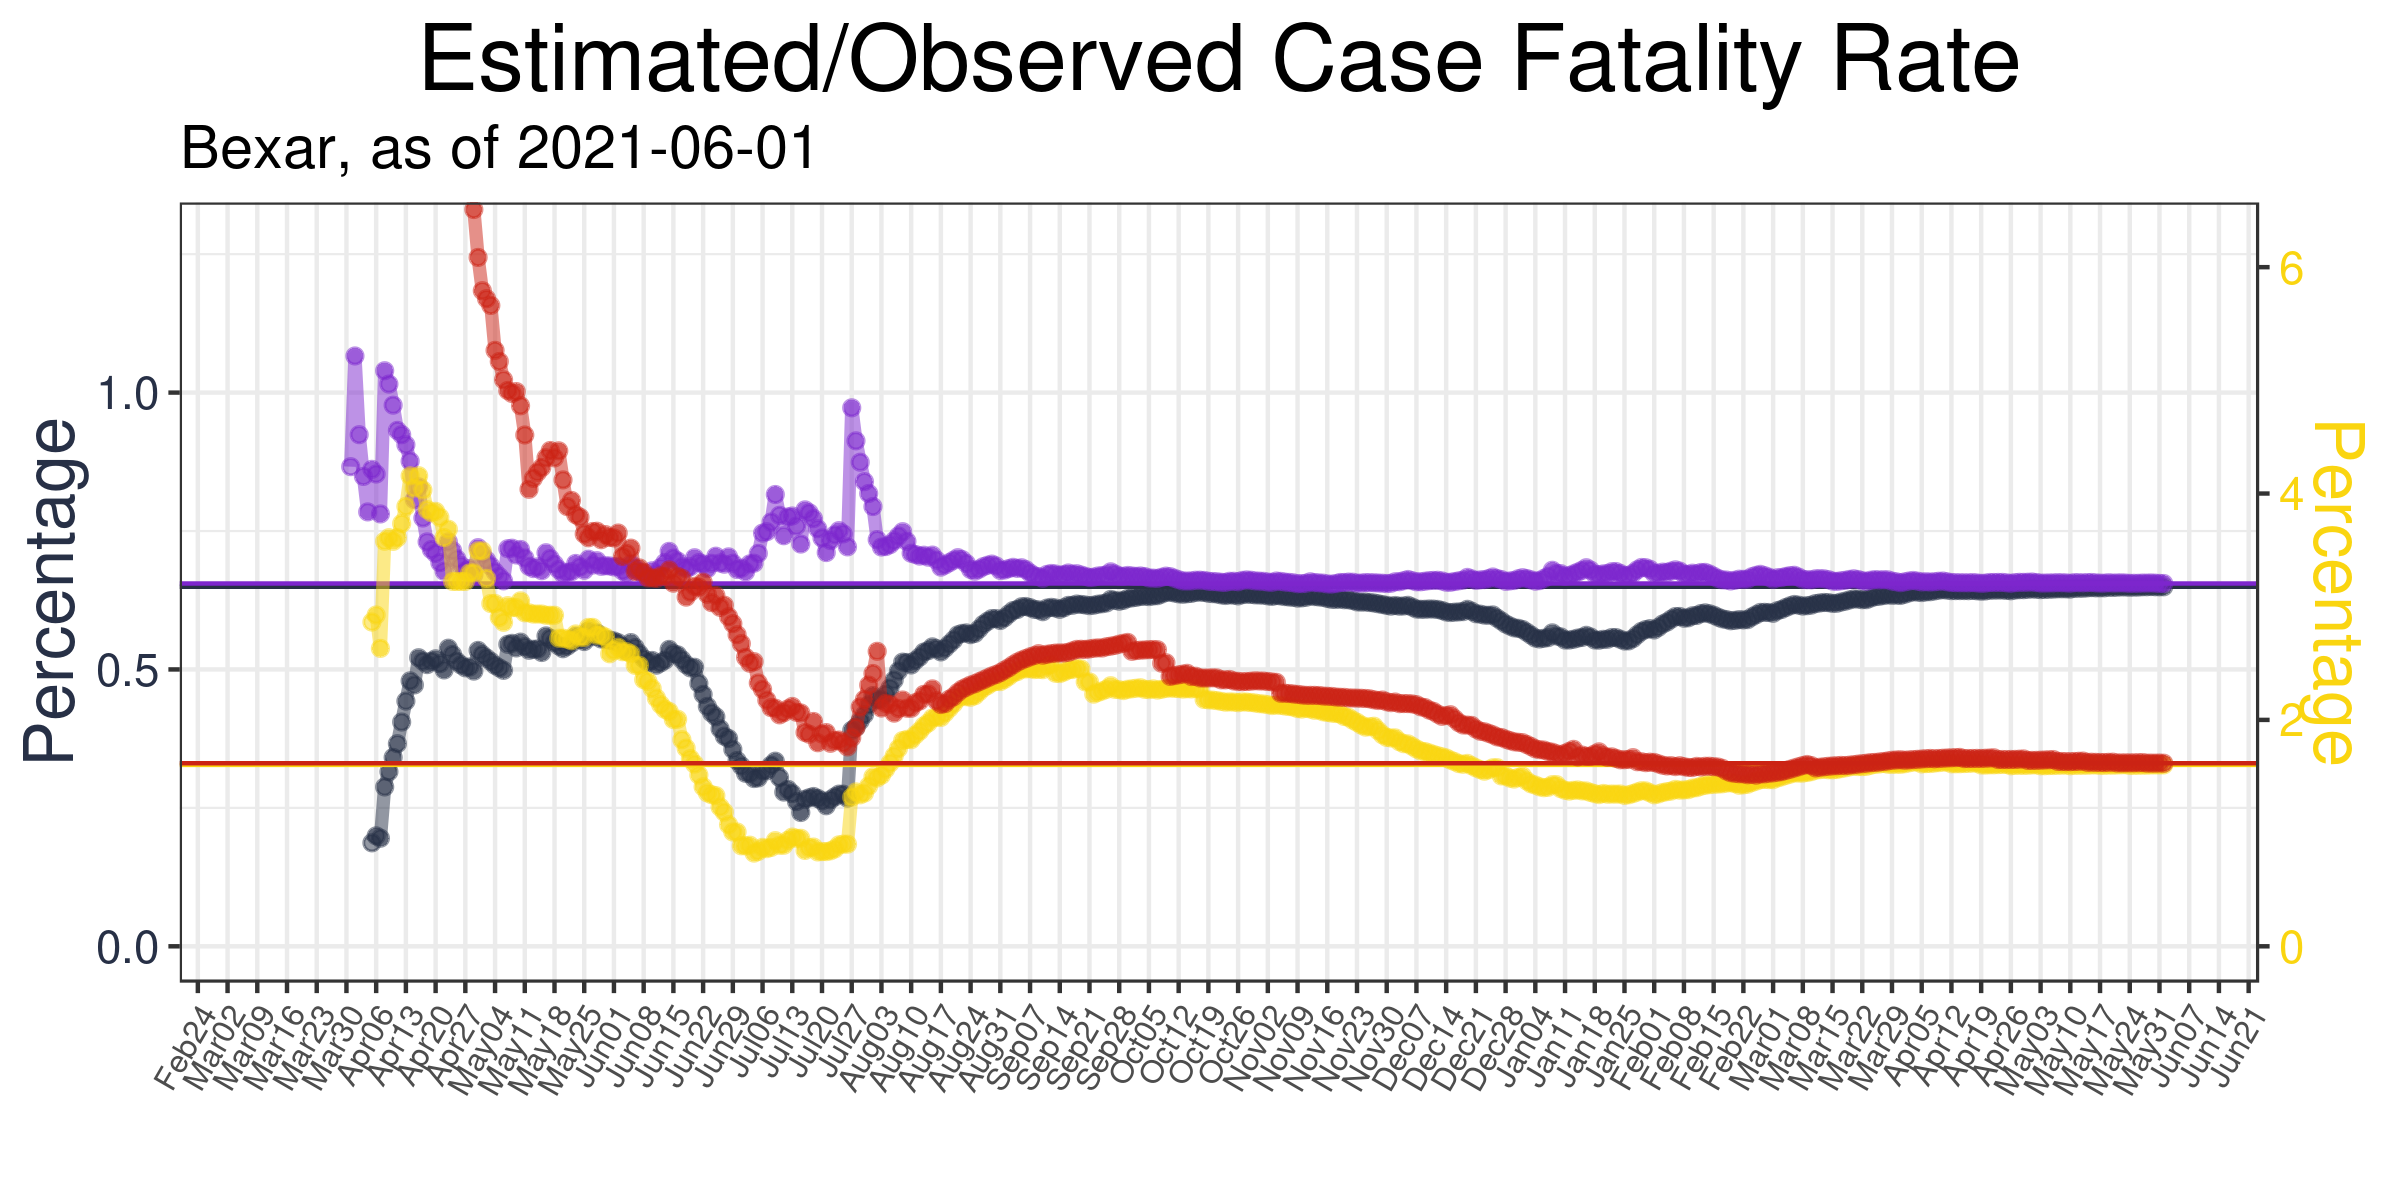 Estimated/Observed Case Fatality Rate
Bexar, as of 2021-06-01
Percentage
1.0
0.5
0.0
6
4
2
0
Percentage
Feb24
Mar02
Mar09
Mar16
Mar23
Mar30
Apr06
Apr13
Apr20
Apr27
May04
May11
May18
May25
Jun01
Jun08
Jun15
Jun22
Jun29
Jul06
Jul13
Jul20
Jul27
Aug03
Aug10
Aug17
Aug24
Aug31
Sep07
Sep14
Sep21
Sep28
Oct05
Oct12
Oct19
Oct26
Nov02
Nov09
Nov16
Nov23
Nov30
Dec07
Dec14
Dec21
Dec28
Jan04
Jan11
Jan18
Jan25
Feb01
Feb08
Feb15
Feb22
Mar01
Mar08
Mar15
Mar22
Mar29
Apr05
Apr12
Apr19
Apr26
May03
May10
May17
May24
May31
Jun07
Jun14
Jun21